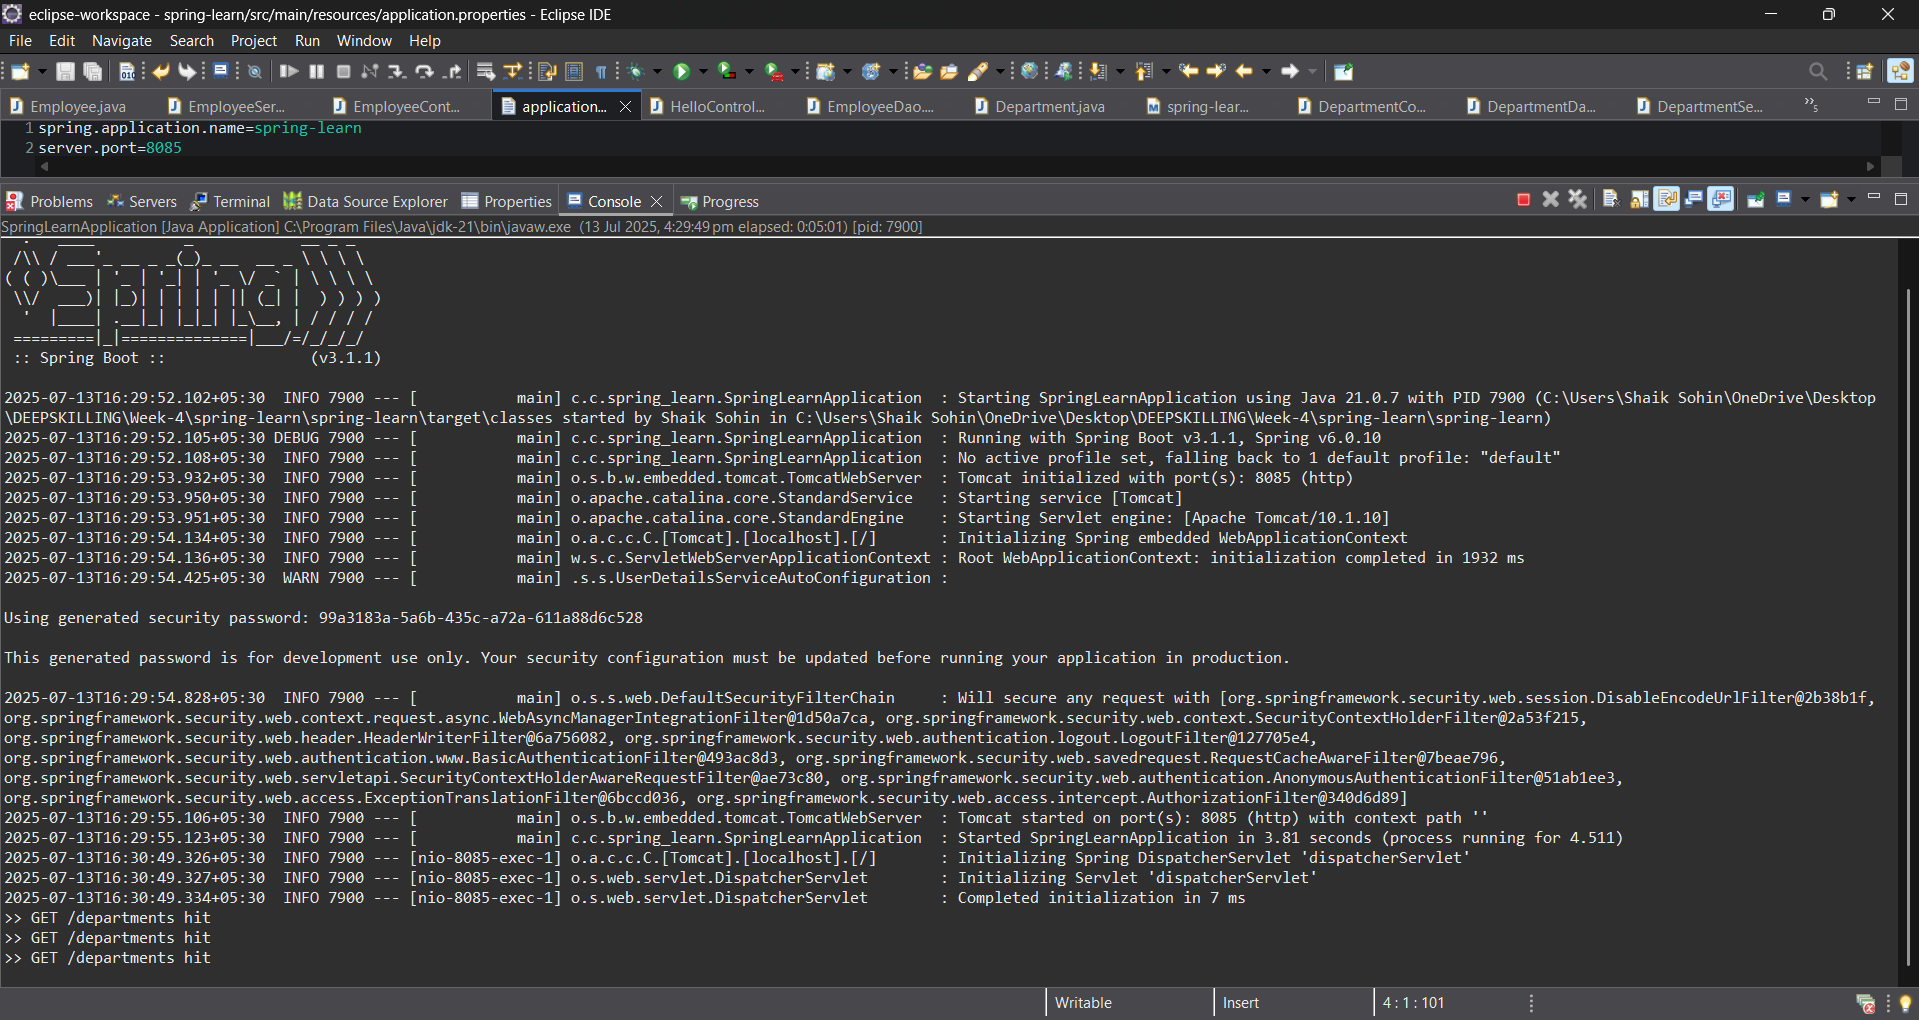 eclipse-workspace - spring-learn/src/main/resources/application.properties - Eclipse IDE
File Edit Navigate Search Project Run Window Help
Employee.java EmployeeSer... EmployeeCont... application... HelloControl... EmployeeDao.... Department.java spring-lear... DepartmentCo... DepartmentDa... DepartmentSe... »5
1 spring.application.name=spring-learn
2 server.port=8085
Problems Servers Terminal Data Source Explorer Properties Console Progress
SpringLearnApplication [Java Application] C:\Program Files\Java\jdk-21\bin\javaw.exe (13 Jul 2025, 4:29:49 pm elapsed: 0:05:01) [pid: 7900]
  .   ____          _            __ _ _
 /\\ / ___'_ __ _ _(_)_ __  __ _ \ \ \ \
( ( )\___ | '_ | '_| | '_ \/ _` | \ \ \ \
 \\/  ___)| |_)| | | | | || (_| |  ) ) ) )
  '  |____| .__|_| |_|_| |_\__, | / / / /
 =========|_|==============|___/=/_/_/_/
 :: Spring Boot ::                (v3.1.1)
2025-07-13T16:29:52.102+05:30  INFO 7900 --- [           main] c.c.spring_learn.SpringLearnApplication  : Starting SpringLearnApplication using Java 21.0.7 with PID 7900 (C:\Users\Shaik Sohin\OneDrive\Desktop
\DEEPSKILLING\Week-4\spring-learn\spring-learn\target\classes started by Shaik Sohin in C:\Users\Shaik Sohin\OneDrive\Desktop\DEEPSKILLING\Week-4\spring-learn\spring-learn)
2025-07-13T16:29:52.105+05:30 DEBUG 7900 --- [           main] c.c.spring_learn.SpringLearnApplication  : Running with Spring Boot v3.1.1, Spring v6.0.10
2025-07-13T16:29:52.108+05:30  INFO 7900 --- [           main] c.c.spring_learn.SpringLearnApplication  : No active profile set, falling back to 1 default profile: "default"
2025-07-13T16:29:53.932+05:30  INFO 7900 --- [           main] o.s.b.w.embedded.tomcat.TomcatWebServer  : Tomcat initialized with port(s): 8085 (http)
2025-07-13T16:29:53.950+05:30  INFO 7900 --- [           main] o.apache.catalina.core.StandardService   : Starting service [Tomcat]
2025-07-13T16:29:53.951+05:30  INFO 7900 --- [           main] o.apache.catalina.core.StandardEngine    : Starting Servlet engine: [Apache Tomcat/10.1.10]
2025-07-13T16:29:54.134+05:30  INFO 7900 --- [           main] o.a.c.c.C.[Tomcat].[localhost].[/]       : Initializing Spring embedded WebApplicationContext
2025-07-13T16:29:54.136+05:30  INFO 7900 --- [           main] w.s.c.ServletWebServerApplicationContext : Root WebApplicationContext: initialization completed in 1932 ms
2025-07-13T16:29:54.425+05:30  WARN 7900 --- [           main] .s.s.UserDetailsServiceAutoConfiguration :
Using generated security password: 99a3183a-5a6b-435c-a72a-611a88d6c528
This generated password is for development use only. Your security configuration must be updated before running your application in production.
2025-07-13T16:29:54.828+05:30  INFO 7900 --- [           main] o.s.s.web.DefaultSecurityFilterChain     : Will secure any request with [org.springframework.security.web.session.DisableEncodeUrlFilter@2b38b1f,
org.springframework.security.web.context.request.async.WebAsyncManagerIntegrationFilter@1d50a7ca, org.springframework.security.web.context.SecurityContextHolderFilter@2a53f215,
org.springframework.security.web.header.HeaderWriterFilter@6a756082, org.springframework.security.web.authentication.logout.LogoutFilter@127705e4,
org.springframework.security.web.authentication.www.BasicAuthenticationFilter@493ac8d3, org.springframework.security.web.savedrequest.RequestCacheAwareFilter@7beae796,
org.springframework.security.web.servletapi.SecurityContextHolderAwareRequestFilter@ae73c80, org.springframework.security.web.authentication.AnonymousAuthenticationFilter@51ab1ee3,
org.springframework.security.web.access.ExceptionTranslationFilter@6bccd036, org.springframework.security.web.access.intercept.AuthorizationFilter@340d6d89]
2025-07-13T16:29:55.106+05:30  INFO 7900 --- [           main] o.s.b.w.embedded.tomcat.TomcatWebServer  : Tomcat started on port(s): 8085 (http) with context path ''
2025-07-13T16:29:55.123+05:30  INFO 7900 --- [           main] c.c.spring_learn.SpringLearnApplication  : Started SpringLearnApplication in 3.81 seconds (process running for 4.511)
2025-07-13T16:30:49.326+05:30  INFO 7900 --- [nio-8085-exec-1] o.a.c.c.C.[Tomcat].[localhost].[/]       : Initializing Spring DispatcherServlet 'dispatcherServlet'
2025-07-13T16:30:49.327+05:30  INFO 7900 --- [nio-8085-exec-1] o.s.web.servlet.DispatcherServlet        : Initializing Servlet 'dispatcherServlet'
2025-07-13T16:30:49.334+05:30  INFO 7900 --- [nio-8085-exec-1] o.s.web.servlet.DispatcherServlet        : Completed initialization in 7 ms
>> GET /departments hit
>> GET /departments hit
>> GET /departments hit
Writable Insert 4 : 1 : 101